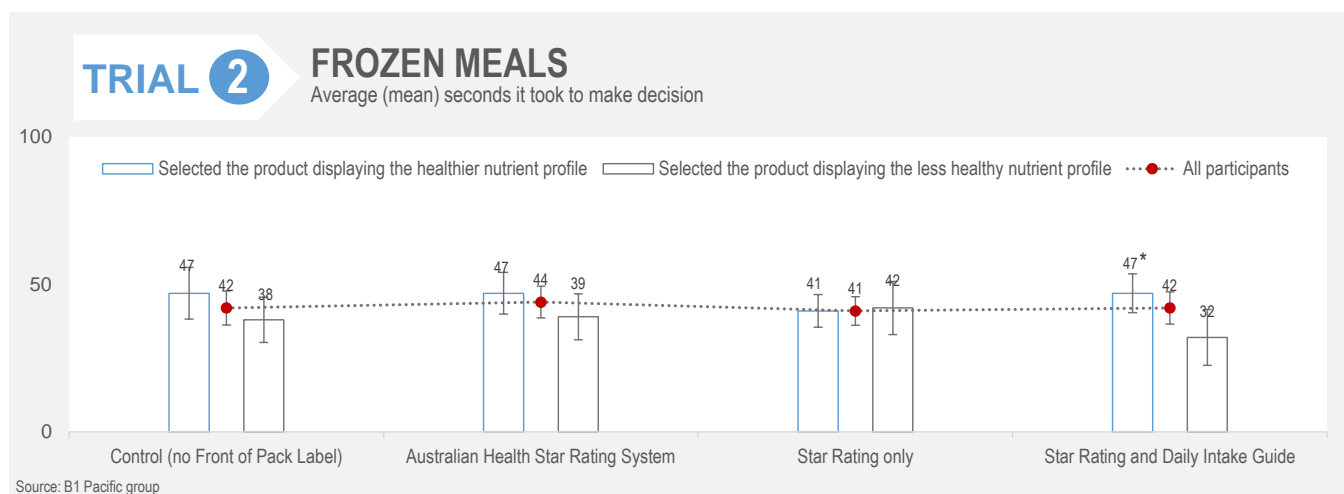 TRIAL 2
FROZEN MEALS
Average (mean) seconds it took to make decision
100
Selected the product displaying the healthier nutrient profile Selected the product displaying the less healthy nutrient profile All participants
47 42 38 47 44 39 41 41 42 47* 42 32
50
0
Control (no Front of Pack Label) Australian Health Star Rating System Star Rating only Star Rating and Daily Intake Guide
Source: B1 Pacific group